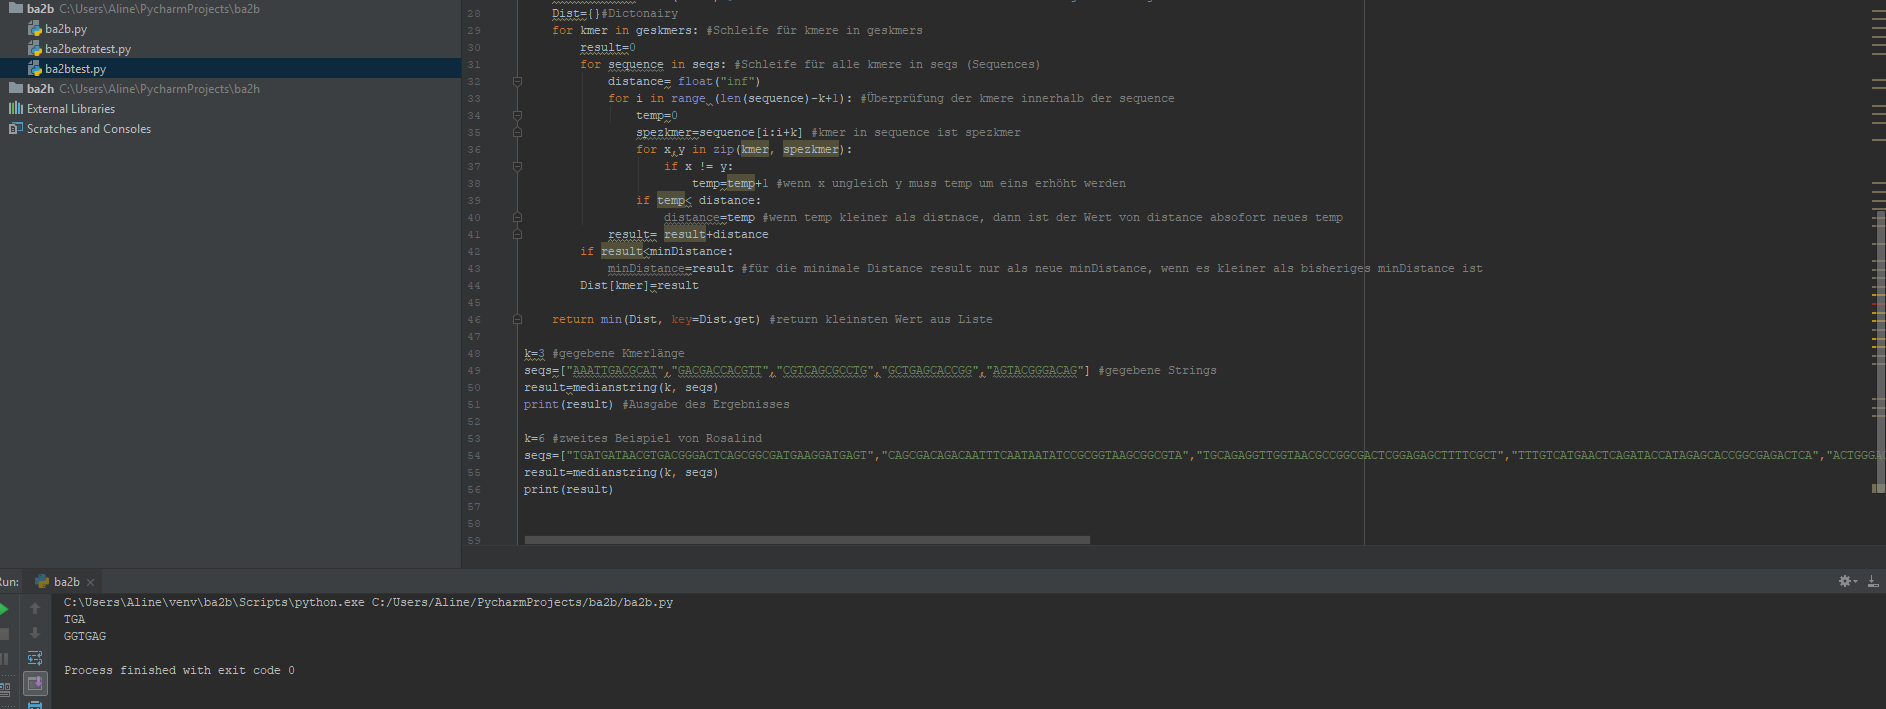 ba2b C:\Users\Aline\PycharmProjects\ba2b
ba2b.py
ba2bextratest.py
ba2btest.py
ba2h C:\Users\Aline\PycharmProjects\ba2h
External Libraries
Scratches and Consoles
28 Dist={}#Dictonairy
29 for kmer in geskmers: #Schleife für kmere in geskmers
30 result=0
31 for sequence in seqs: #Schleife für alle kmere in seqs (Sequences)
32 distance= float("inf")
33 for i in range (len(sequence)-k+1): #Überprüfung der kmere innerhalb der sequence
34 temp=0
35 spezkmer=sequence[i:i+k] #kmer in sequence ist spezkmer
36 for x,y in zip(kmer, spezkmer):
37 if x != y:
38 temp=temp+1 #wenn x ungleich y muss temp um eins erhöht werden
39 if temp< distance:
40 distance=temp #wenn temp kleiner als distnace, dann ist der Wert von distance absofort neues temp
41 result= result+distance
42 if result<minDistance:
43 minDistance=result #für die minimale Distance result nur als neue minDistance, wenn es kleiner als bisheriges minDistance ist
44 Dist[kmer]=result
45
46 return min(Dist, key=Dist.get) #return kleinsten Wert aus Liste
47
48 k=3 #gegebene Kmerlänge
49 seqs=["AAATTGACGCAT","GACGACCACGTT","CGTCAGCGCCTG","GCTGAGCACCGG","AGTACGGGACAG"] #gegebene Strings
50 result=medianstring(k, seqs)
51 print(result) #Ausgabe des Ergebnisses
52
53 k=6 #zweites Beispiel von Rosalind
54 seqs=["TGATGATAACGTGACGGGACTCAGCGGCGATGAAGGATGAGT","CAGCGACAGACAATTTCAATAATATCCGCGGTAAGCGGCGTA","TGCAGAGGTTGGTAACGCCGGCGACTCGGAGAGCTTTTCGCT","TTTGTCATGAACTCAGATACCATAGAGCACCGGCGAGACTCA","ACTGGGAC
55 result=medianstring(k, seqs)
56 print(result)
57
58
59
Run: ba2b
C:\Users\Aline\venv\ba2b\Scripts\python.exe C:/Users/Aline/PycharmProjects/ba2b/ba2b.py
TGA
GGTGAG
Process finished with exit code 0